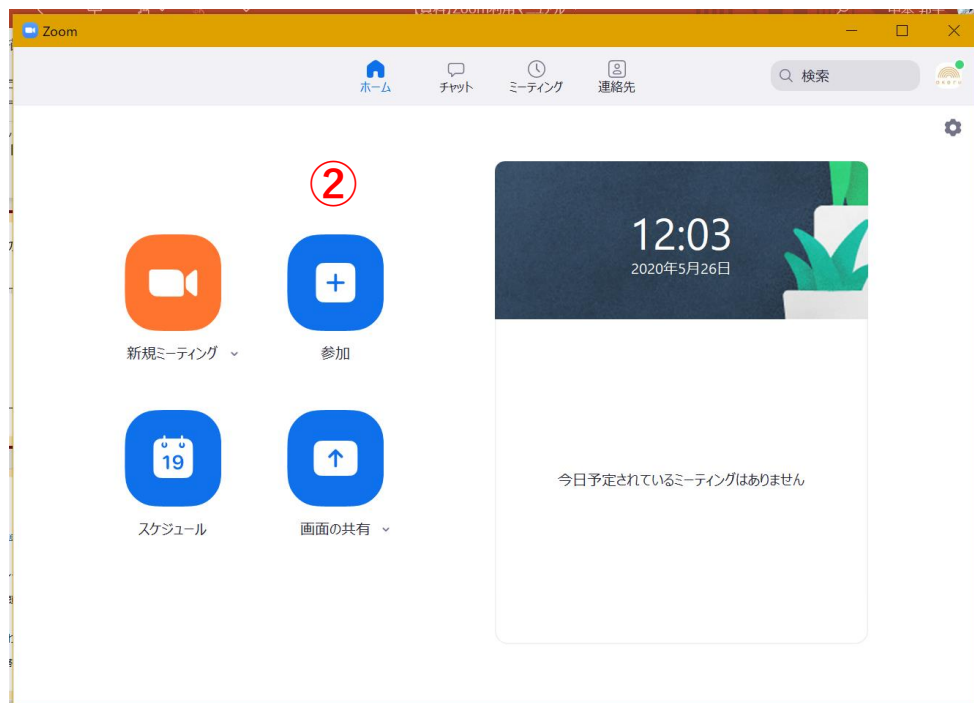 Zoom
ホーム
チャット
ミーティング
連絡先
検索
②
12:03
2020年5月26日
新規ミーティング
参加
19
スケジュール
画面の共有
今日予定されているミーティングはありません